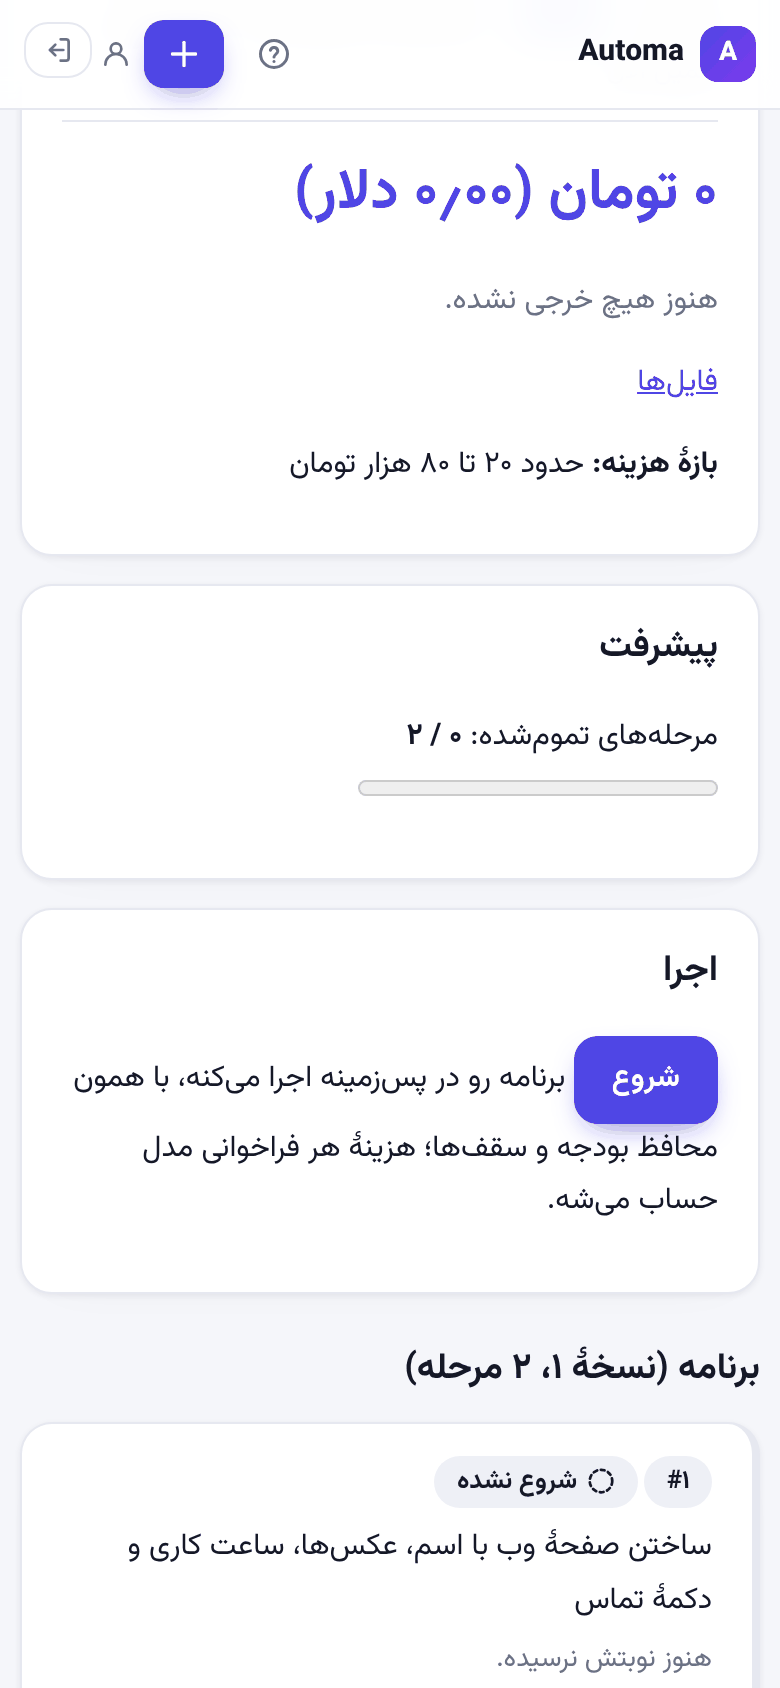 Automa
A
۰ تومان (۰٫۰۰ دلار)
هنوز هیچ خرجی نشده.
فایل‌ها
بازهٔ هزینه: حدود ۲۰ تا ۸۰ هزار تومان
پیشرفت
مرحله‌های تموم‌شده: ۰ / ۲
اجرا
شروع برنامه رو در پس‌زمینه اجرا می‌کنه، با همون
محافظ بودجه و سقف‌ها؛ هزینهٔ هر فراخوانی مدل
حساب می‌شه.
برنامه (نسخهٔ ۱، ۲ مرحله)
#۱ شروع نشده
ساختن صفحهٔ وب با اسم، عکس‌ها، ساعت کاری و
دکمهٔ تماس
هنوز نوبتش نرسیده.